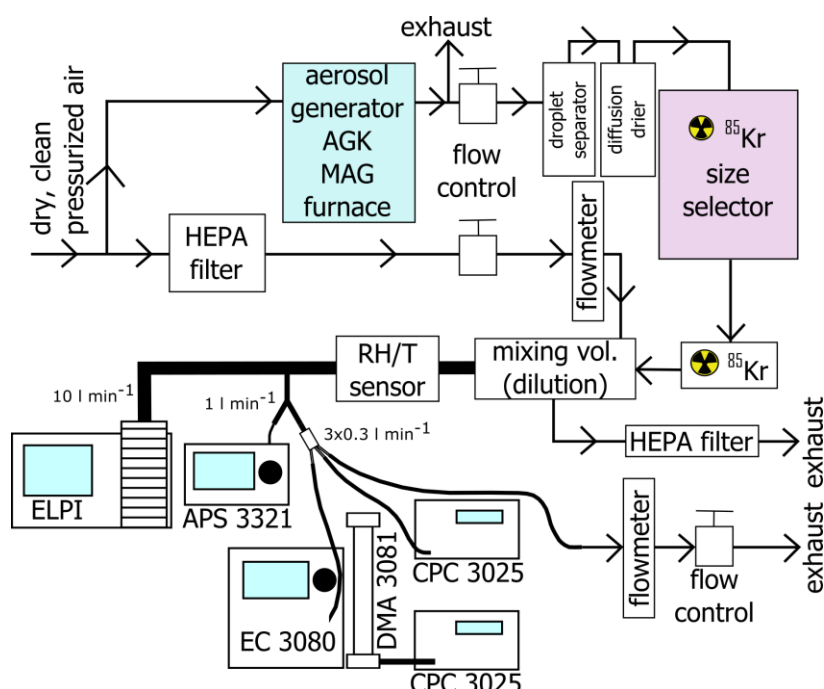 exhaust
dry, clean
pressurized air
aerosol
generator
AGK
MAG
furnace
flow
control
droplet
separator
diffusion
drier
85Kr
size
selector
HEPA
filter
flowmeter
RH/T
sensor
mixing vol.
(dilution)
85Kr
10 l min-1
1 l min-1
3x0.3 l min-1
HEPA filter
exhaust
ELPI
APS 3321
EC 3080
DMA 3081
CPC 3025
CPC 3025
flowmeter
flow
control
exhaust